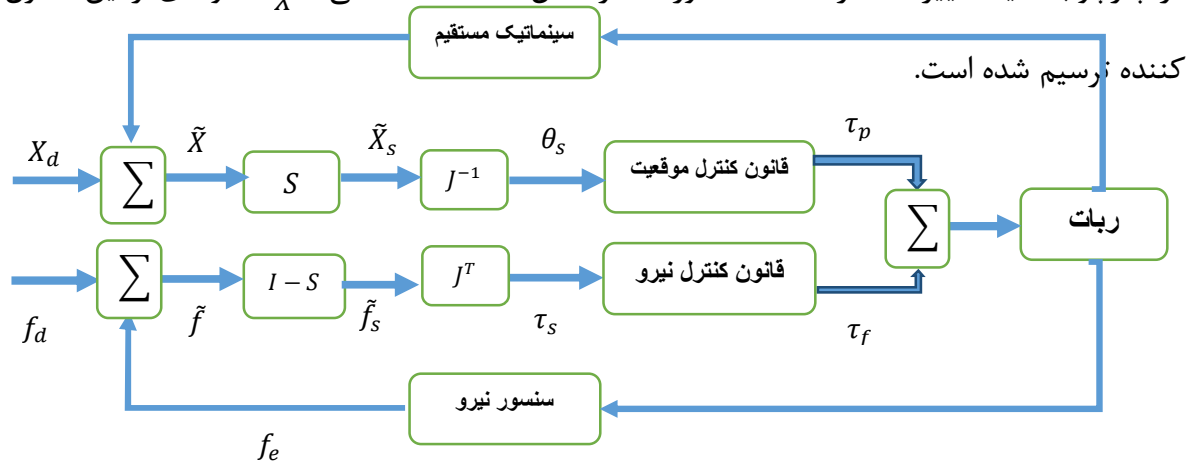 کننده ترسیم شده است.
سینماتیک مستقیم
X_d
∑
X̃
S
X̃_s
J⁻¹
θ_s
قانون کنترل موقعیت
τ_p
∑
ربات
f_d
∑
f̃
I − S
f̃_s
Jᵀ
τ_s
قانون کنترل نیرو
τ_f
سنسور نیرو
f_e